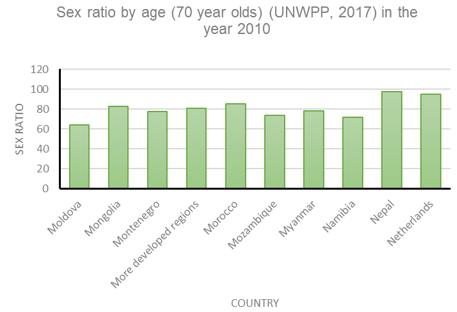 Sex ratio by age (70 year olds) (UNWPP, 2017) in the
year 2010
120
100
80
60
40
20
0
SEX RATIO
Moldova
Mongolia
Montenegro
More developed regions
Morocco
Mozambique
Myanmar
Namibia
Nepal
Netherlands
COUNTRY